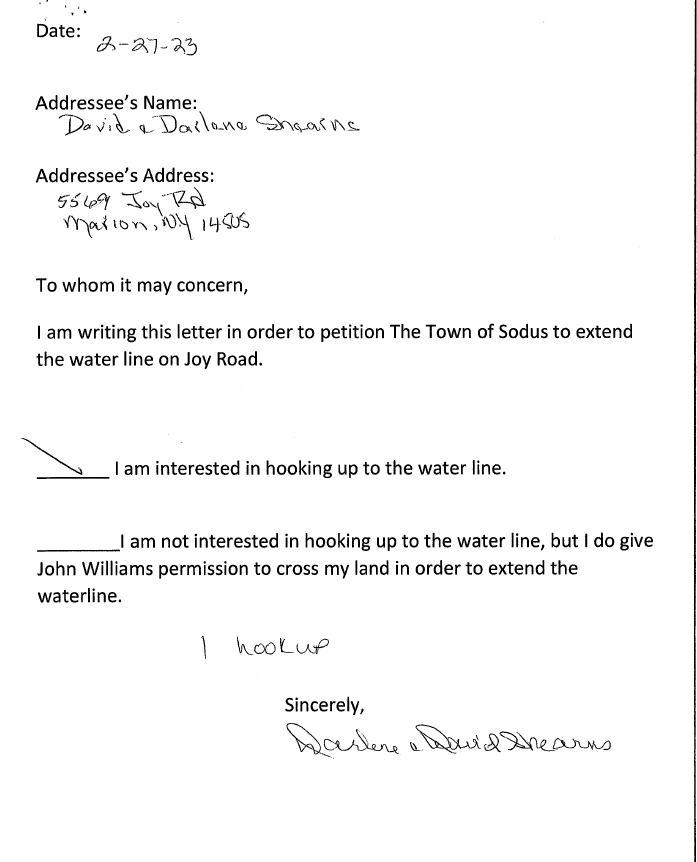 Date:
2-27-23
Addressee's Name:
David & Darlene Shearns
Addressee's Address:
5569 Joy Rd
Marion, NY 14505
To whom it may concern,
I am writing this letter in order to petition The Town of Sodus to extend
the water line on Joy Road.
I am interested in hooking up to the water line.
I am not interested in hooking up to the water line, but I do give
John Williams permission to cross my land in order to extend the
waterline.
1 hookup
Sincerely,
Darlene & David Shearns